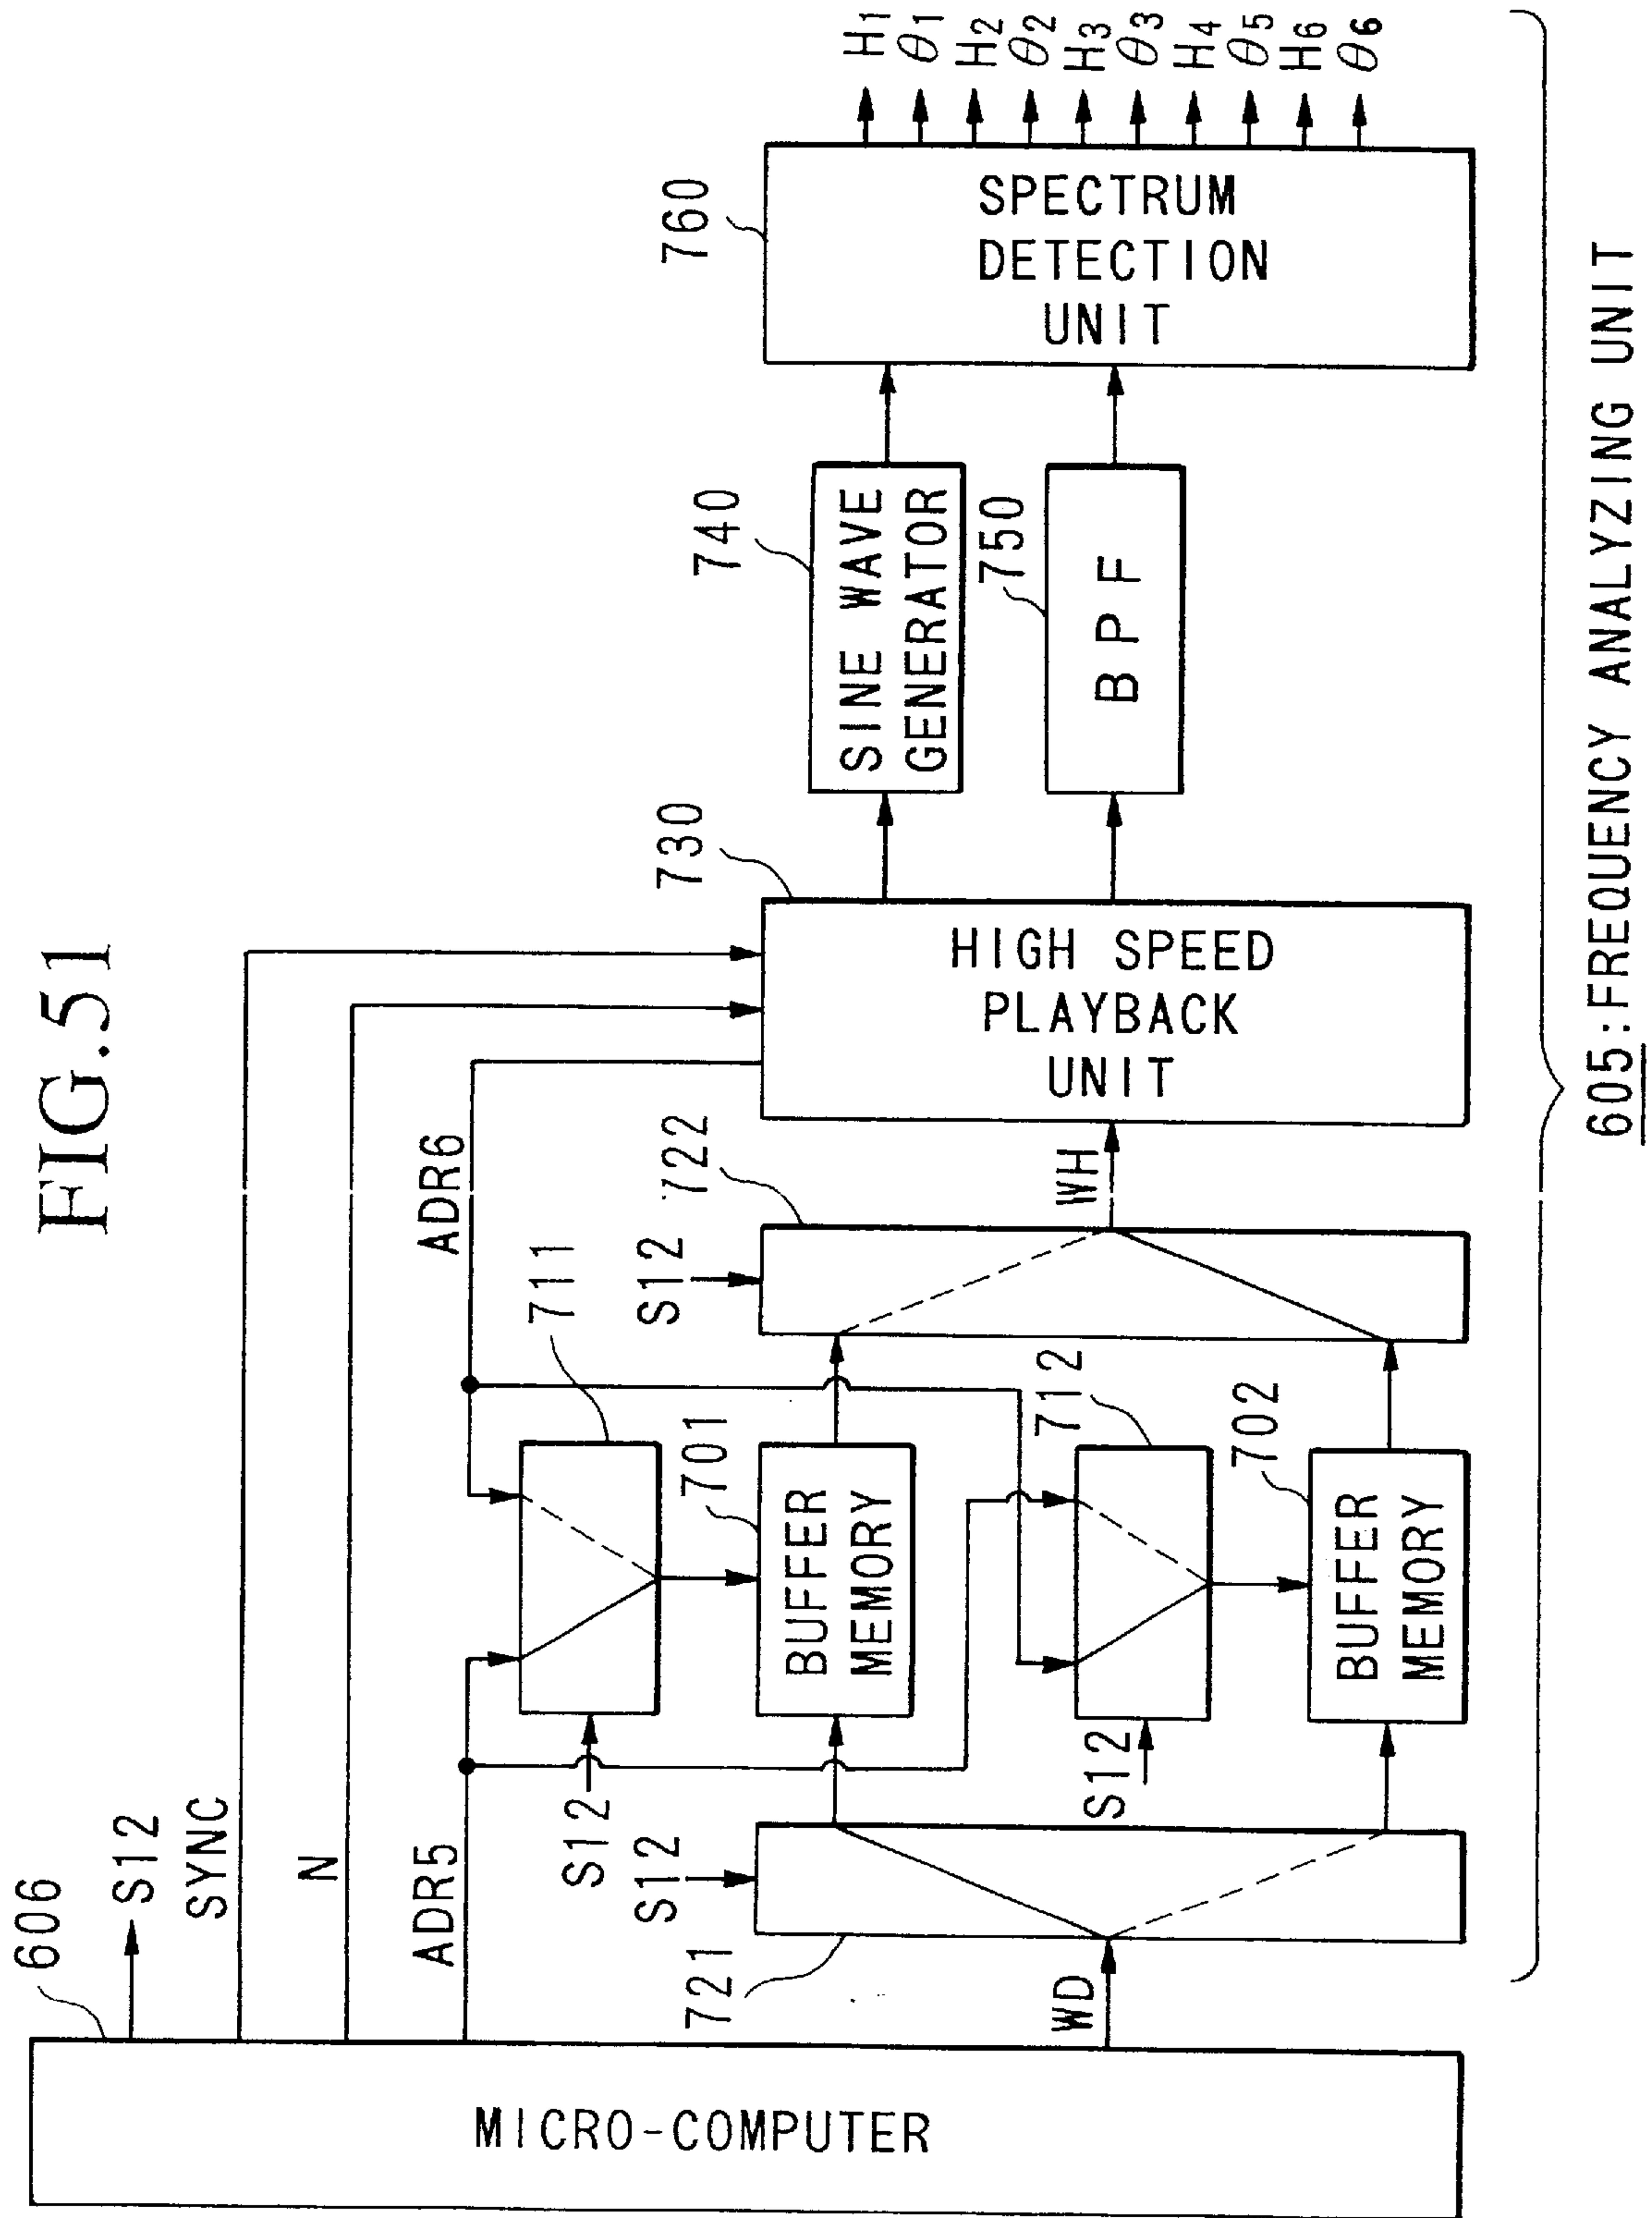 FIG.51
606
S12
SYNC
N
ADR5
ADR6
MICRO-COMPUTER
WD
721
S12
S12
711
701
BUFFER
MEMORY
S12
712
702
BUFFER
MEMORY
S12
722
WH
730
HIGH SPEED
PLAYBACK
UNIT
740
SINE WAVE
GENERATOR
750
BPF
760
SPECTRUM
DETECTION
UNIT
H1
θ1
H2
θ2
H3
θ3
H4
θ5
H6
θ6
605:FREQUENCY ANALYZING UNIT